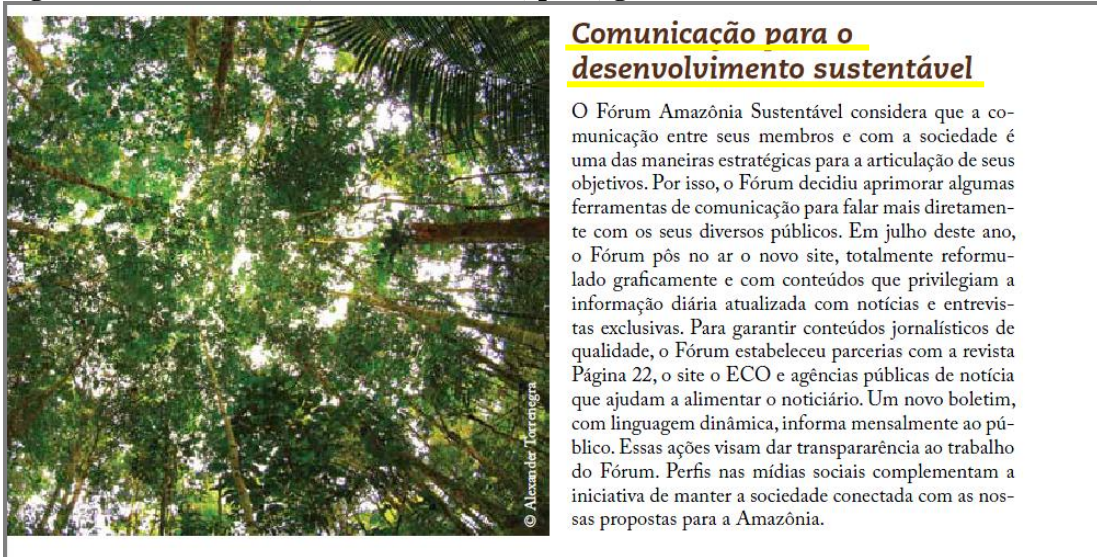 Comunicação para o
desenvolvimento sustentável
O Fórum Amazônia Sustentável considera que a co-
municação entre seus membros e com a sociedade é
uma das maneiras estratégicas para a articulação de seus
objetivos. Por isso, o Fórum decidiu aprimorar algumas
ferramentas de comunicação para falar mais diretamen-
te com os seus diversos públicos. Em julho deste ano,
o Fórum pôs no ar o novo site, totalmente reformu-
lado graficamente e com conteúdos que privilegiam a
informação diária atualizada com notícias e entrevis-
tas exclusivas. Para garantir conteúdos jornalísticos de
qualidade, o Fórum estabeleceu parcerias com a revista
Página 22, o site o ECO e agências públicas de notícia
que ajudam a alimentar o noticiário. Um novo boletim,
com linguagem dinâmica, informa mensalmente ao pú-
blico. Essas ações visam dar transpararência ao trabalho
do Fórum. Perfis nas mídias sociais complementam a
iniciativa de manter a sociedade conectada com as nos-
sas propostas para a Amazônia.
© Alexander Torrenegra